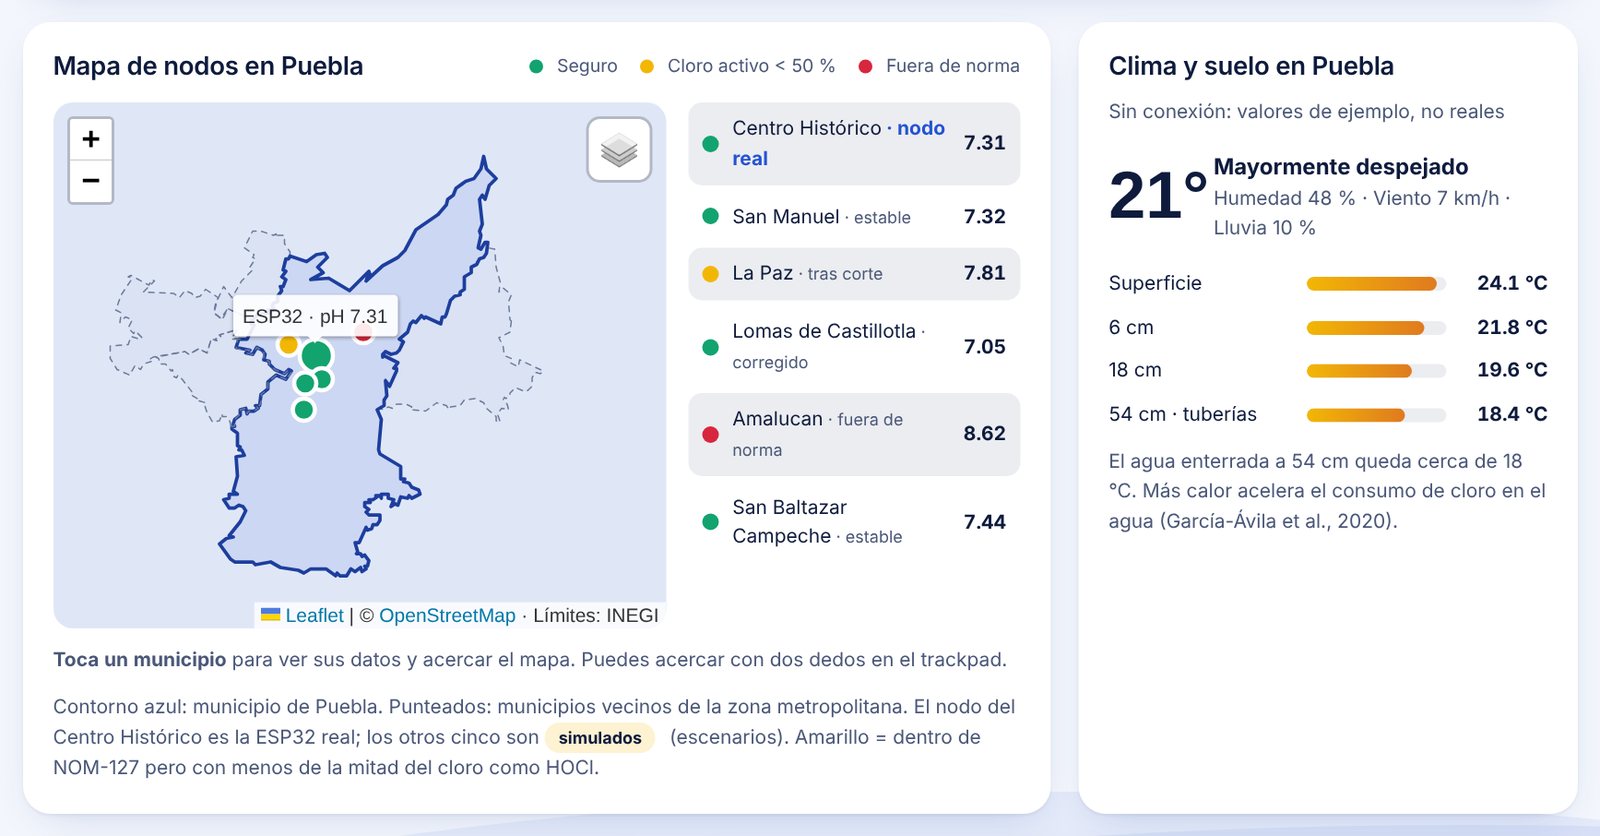 Mapa de nodos en Puebla
Seguro
Cloro activo < 50 %
Fuera de norma
+
−
ESP32 · pH 7.31
Leaflet | © OpenStreetMap · Límites: INEGI
Centro Histórico · nodo
real
7.31
San Manuel · estable
7.32
La Paz · tras corte
7.81
Lomas de Castillotla ·
corregido
7.05
Amalucan · fuera de
norma
8.62
San Baltazar
Campeche · estable
7.44
Toca un municipio para ver sus datos y acercar el mapa. Puedes acercar con dos dedos en el trackpad.
Contorno azul: municipio de Puebla. Punteados: municipios vecinos de la zona metropolitana. El nodo del
Centro Histórico es la ESP32 real; los otros cinco son simulados (escenarios). Amarillo = dentro de
NOM-127 pero con menos de la mitad del cloro como HOCl.
Clima y suelo en Puebla
Sin conexión: valores de ejemplo, no reales
21°
Mayormente despejado
Humedad 48 % · Viento 7 km/h ·
Lluvia 10 %
Superficie 24.1 °C
6 cm 21.8 °C
18 cm 19.6 °C
54 cm · tuberías 18.4 °C
El agua enterrada a 54 cm queda cerca de 18
°C. Más calor acelera el consumo de cloro en el
agua (García-Ávila et al., 2020).